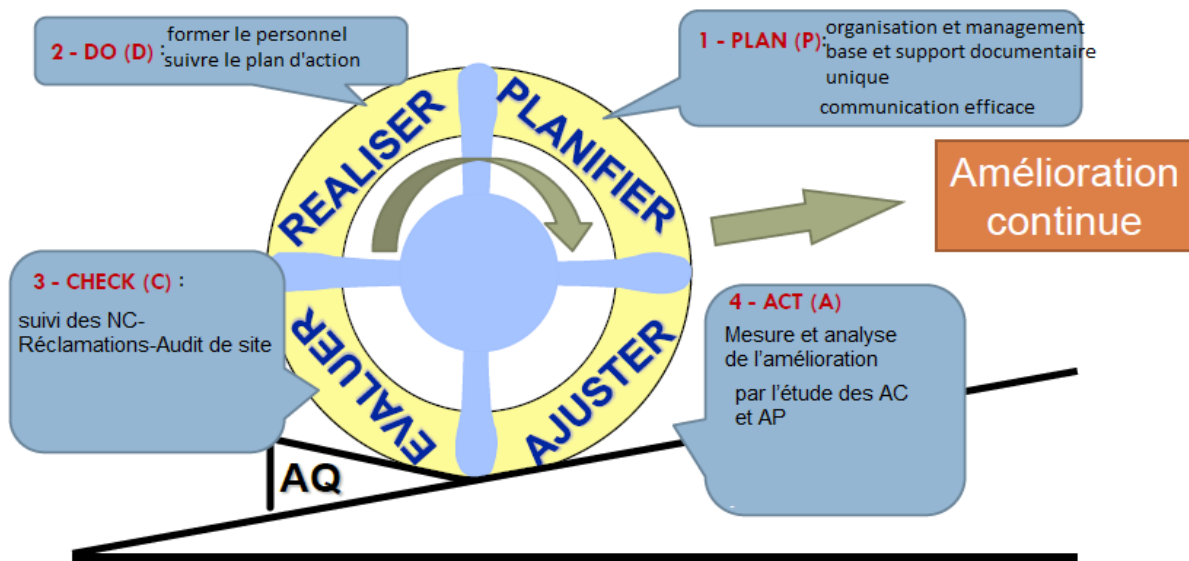 1 - PLAN (P): organisation et management
base et support documentaire
unique
communication efficace
2 - DO (D) : former le personnel
suivre le plan d'action
3 - CHECK (C) :
suivi des NC-
Réclamations-Audit de site
4 - ACT (A)
Mesure et analyse
de l'amélioration
par l'étude des AC
et AP
PLANIFIER
REALISER
EVALUER
AJUSTER
AQ
Amélioration
continue